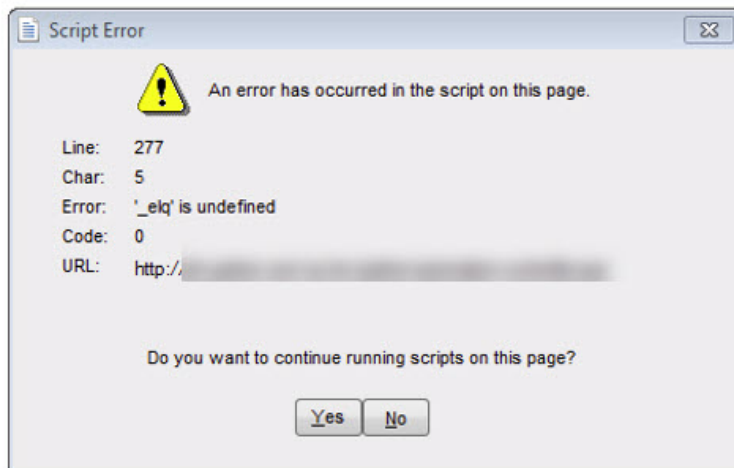 Script Error
An error has occurred in the script on this page.
Line: 277
Char: 5
Error: '_elq' is undefined
Code: 0
URL: http://
Do you want to continue running scripts on this page?
Yes No